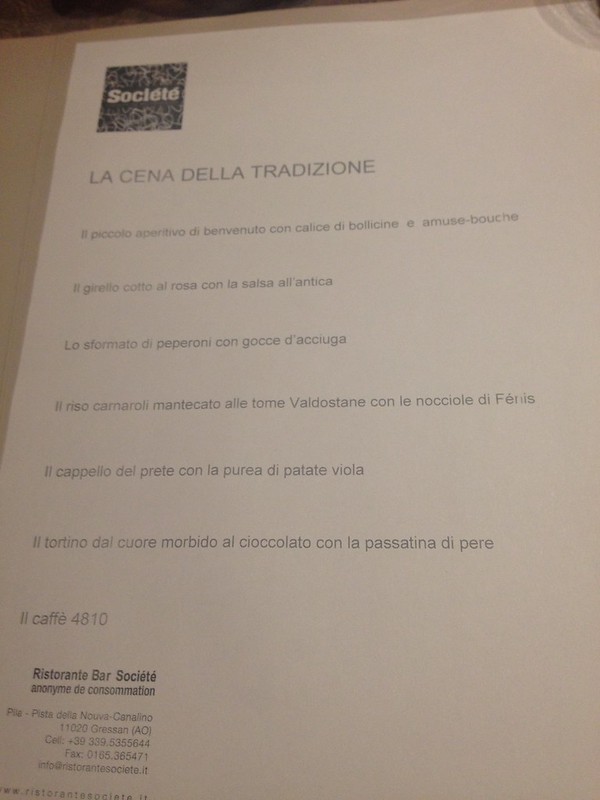 Société
LA CENA DELLA TRADIZIONE
Il piccolo aperitivo di benvenuto con calice di bollicine e amuse-bouche
Il girello cotto al rosa con la salsa all'antica
Lo sformato di peperoni con gocce d'acciuga
Il riso carnaroli mantecato alle tome Valdostane con le nocciole di Fénis
Il cappello del prete con la purea di patate viola
Il tortino dal cuore morbido al cioccolato con la passatina di pere
Il caffè 4810
Ristorante Bar Société
anonyme de consommation
Pila - Pista della Nouva-Canalino
11020 Gressan (AO)
Cell: +39 339.5355644
Fax: 0165.365471
info@ristorantesociete.it
www.ristorantesociete.it